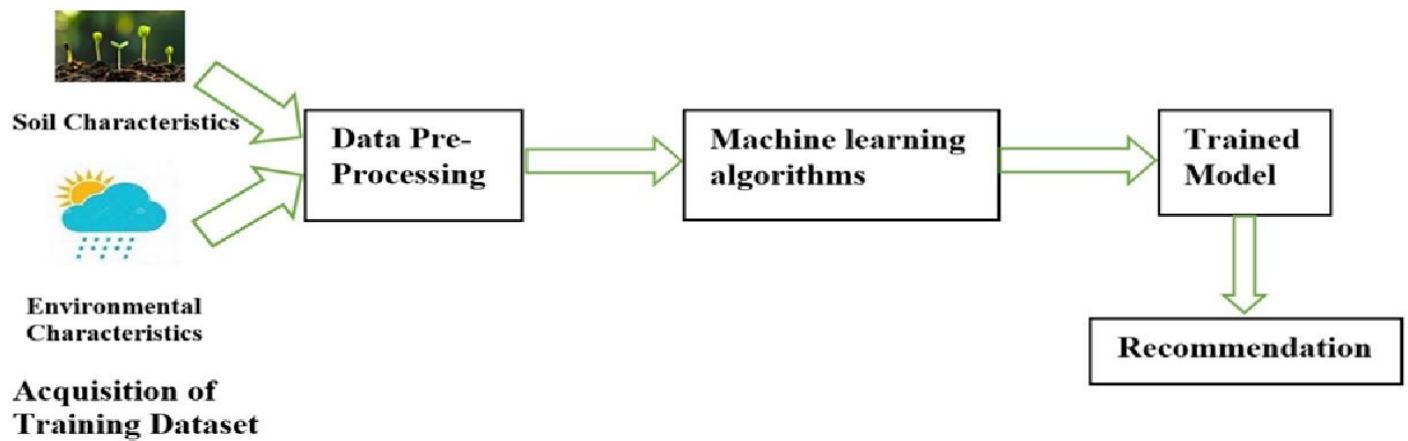 Soil Characteristics
Environmental
Characteristics
Acquisition of
Training Dataset
Data Pre-
Processing
Machine learning
algorithms
Trained
Model
Recommendation